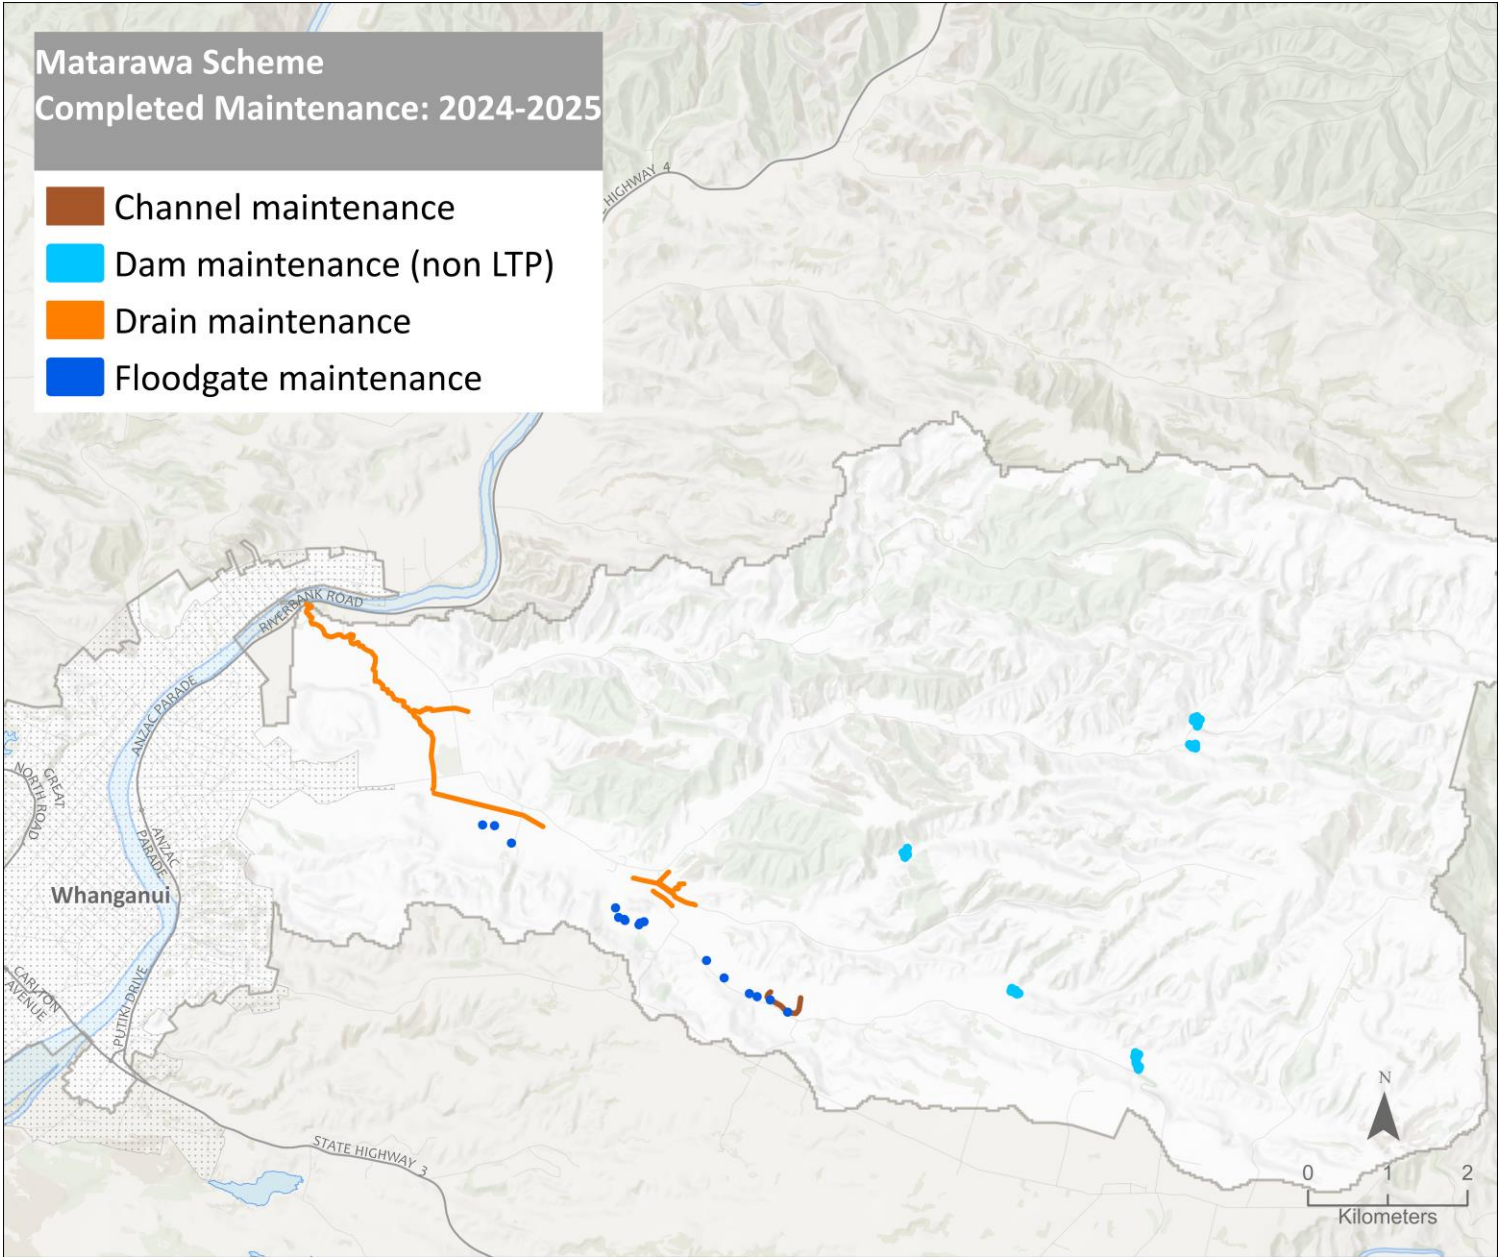 Matarawa Scheme
Completed Maintenance: 2024-2025
Channel maintenance
Dam maintenance (non LTP)
Drain maintenance
Floodgate maintenance
HIGHWAY 4
RIVERBANK ROAD
ANZAC PARADE
GREAT
NORTH ROAD
ANZAC
PARADE
Whanganui
CARLTON
AVENUE
PUTIKI DRIVE
STATE HIGHWAY 3
N
0 1 2
Kilometers